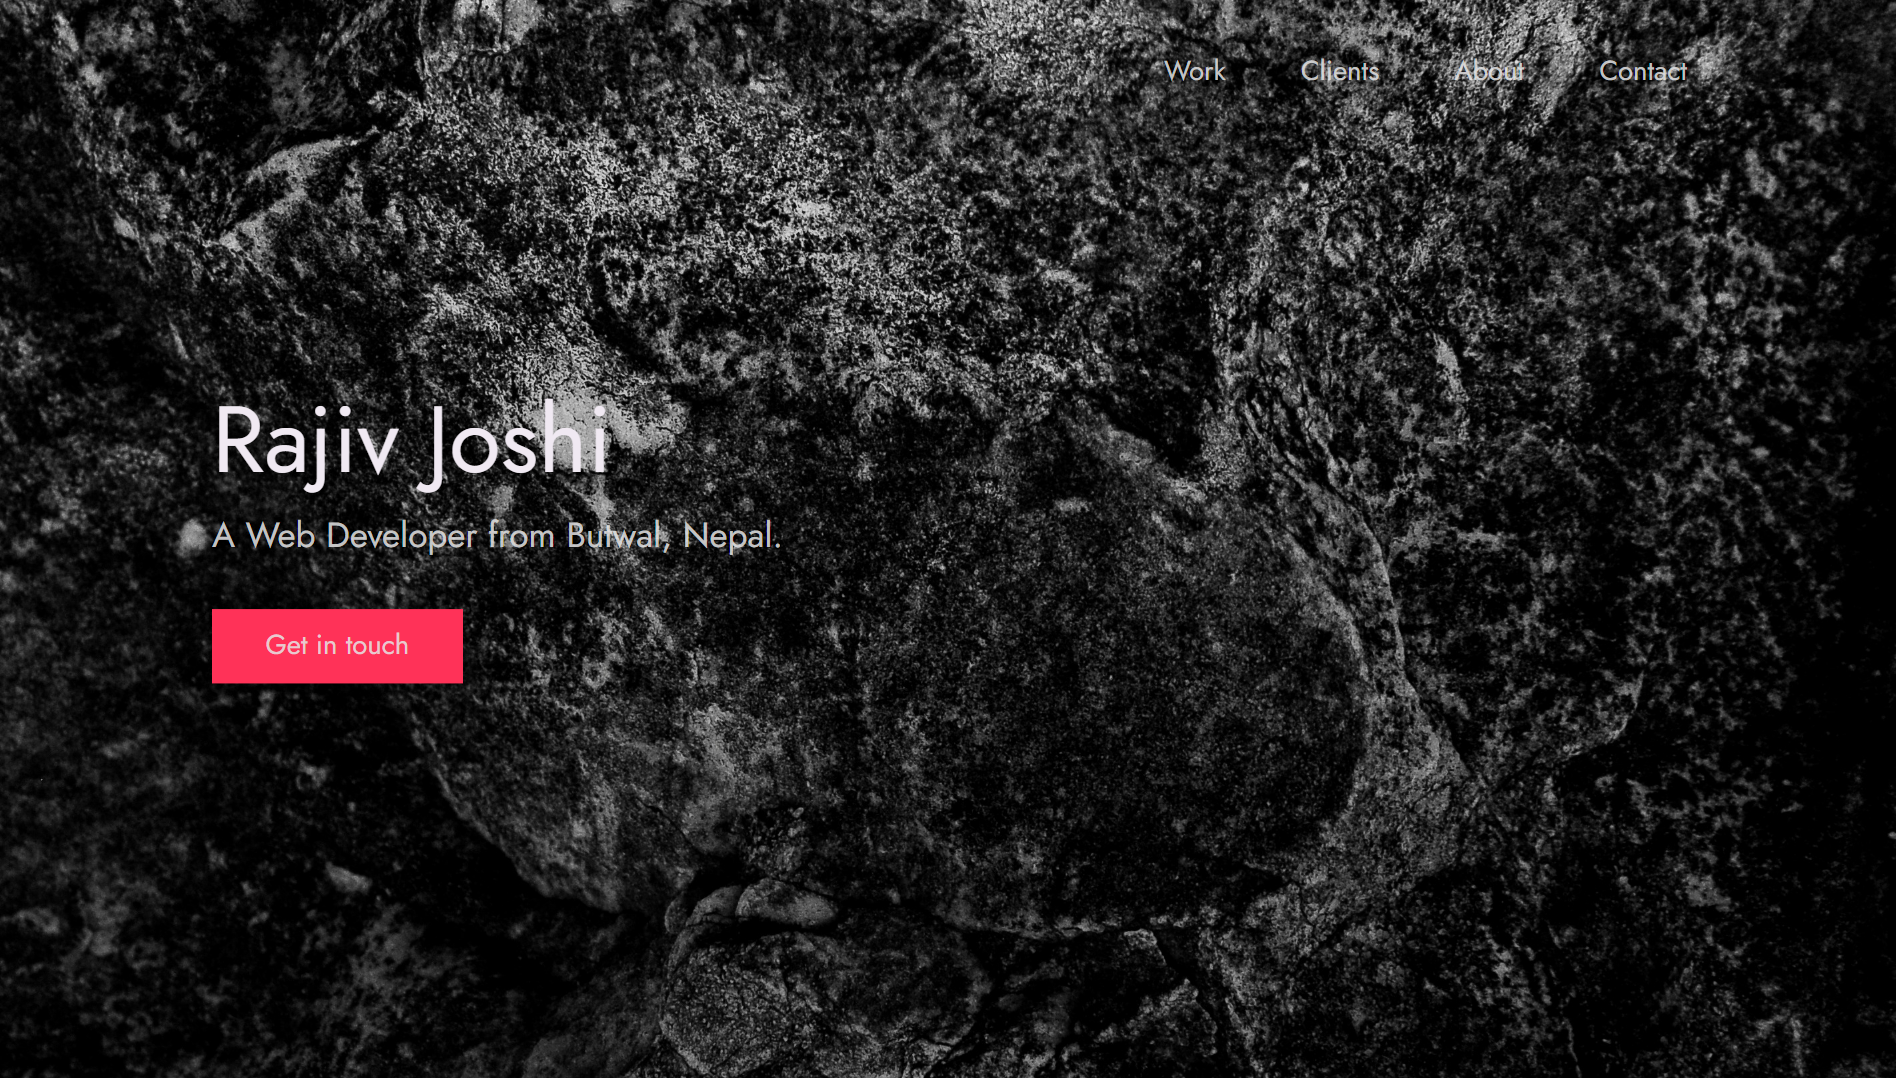 Work Clients About Contact
Rajiv Joshi
A Web Developer from Butwal, Nepal.
Get in touch